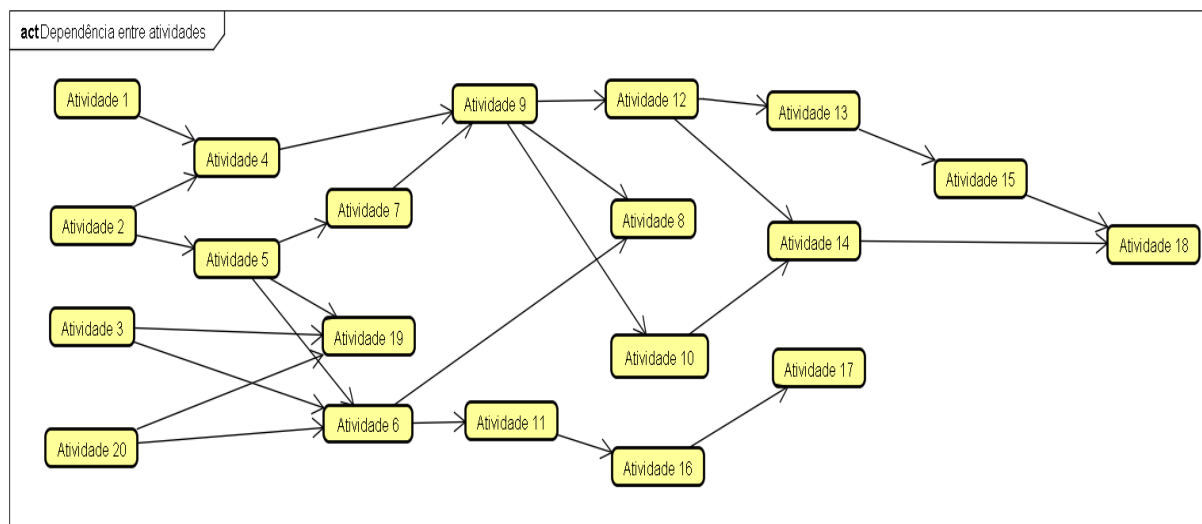 act Dependência entre atividades
Atividade 1
Atividade 9
Atividade 12
Atividade 13
Atividade 4
Atividade 15
Atividade 7
Atividade 8
Atividade 2
Atividade 14
Atividade 18
Atividade 5
Atividade 3
Atividade 19
Atividade 10
Atividade 17
Atividade 6
Atividade 11
Atividade 20
Atividade 16